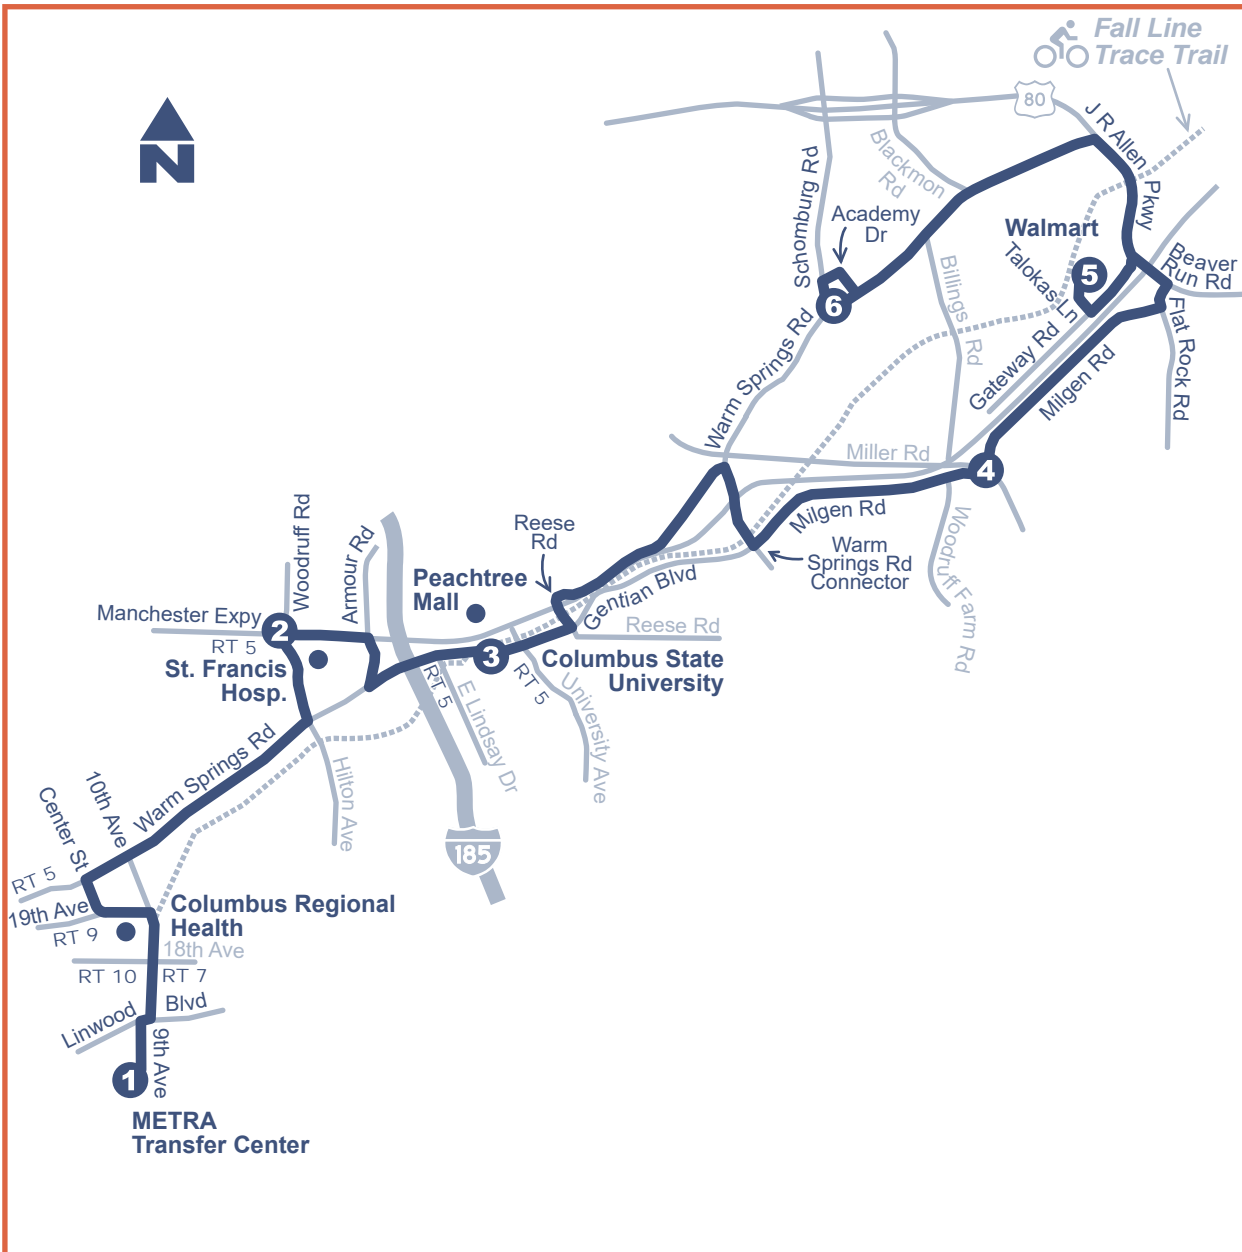 Fall Line
Trace Trail
80
J R Allen Pkwy
N
Schomburg Rd
Blackmon
Rd
Academy
Dr
Walmart
5
Talokas Ln
Beaver
Run Rd
6
Billings Rd
Flat Rock Rd
Gateway Rd
Milgen Rd
Warm Springs Rd
Miller Rd
4
Milgen Rd
Woodruff Farm Rd
Warm
Springs Rd
Connector
Reese
Rd
Woodruff Rd
Armour Rd
Peachtree
Mall
Gentian Blvd
Manchester Expy
2
RT 5
St. Francis
Hosp.
Reese Rd
3
Columbus State
University
RT 5
RT 5
E Lindsay Dr
University Ave
Warm Springs Rd
Hilton Ave
10th Ave
Center St
185
RT 5
19th Ave
RT 9
Columbus Regional
Health
18th Ave
RT 10
RT 7
Linwood Blvd
9th Ave
1
METRA
Transfer Center